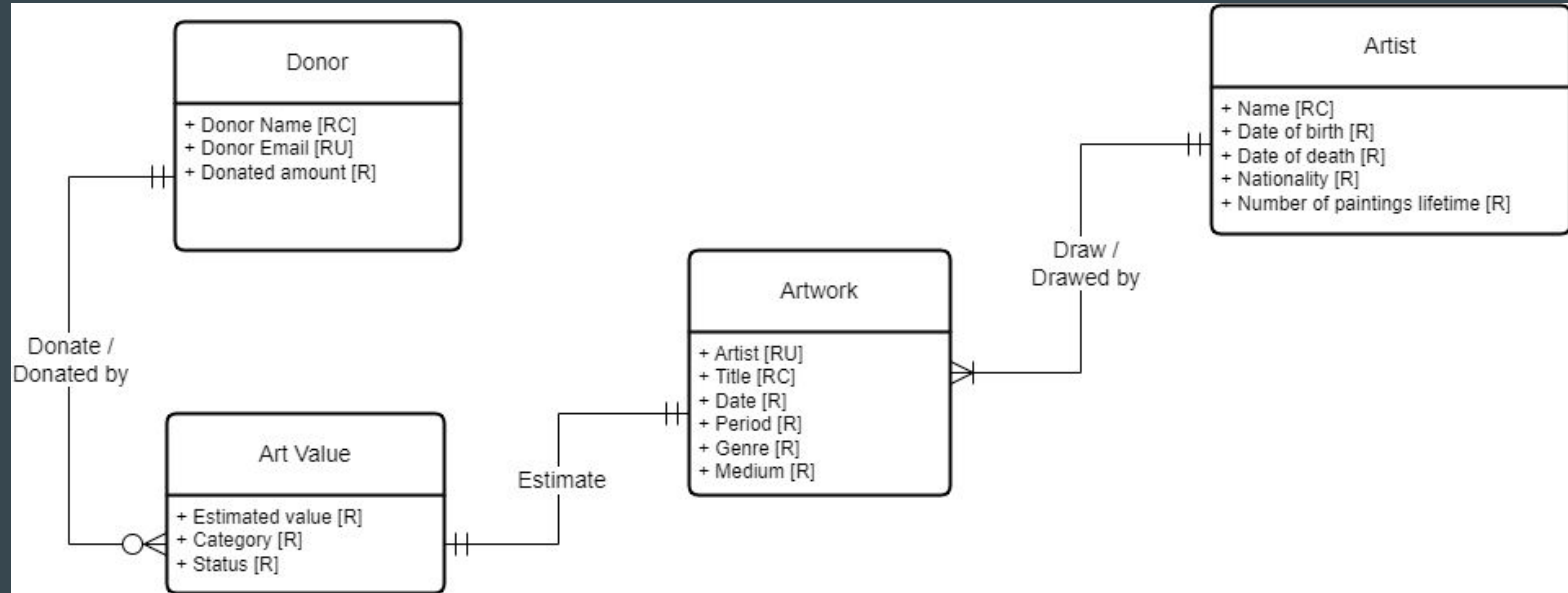 Donor
+ Donor Name [RC]
+ Donor Email [RU]
+ Donated amount [R]
Donate /
Donated by
Art Value
+ Estimated value [R]
+ Category [R]
+ Status [R]
Estimate
Artwork
+ Artist [RU]
+ Title [RC]
+ Date [R]
+ Period [R]
+ Genre [R]
+ Medium [R]
Draw /
Drawed by
Artist
+ Name [RC]
+ Date of birth [R]
+ Date of death [R]
+ Nationality [R]
+ Number of paintings lifetime [R]